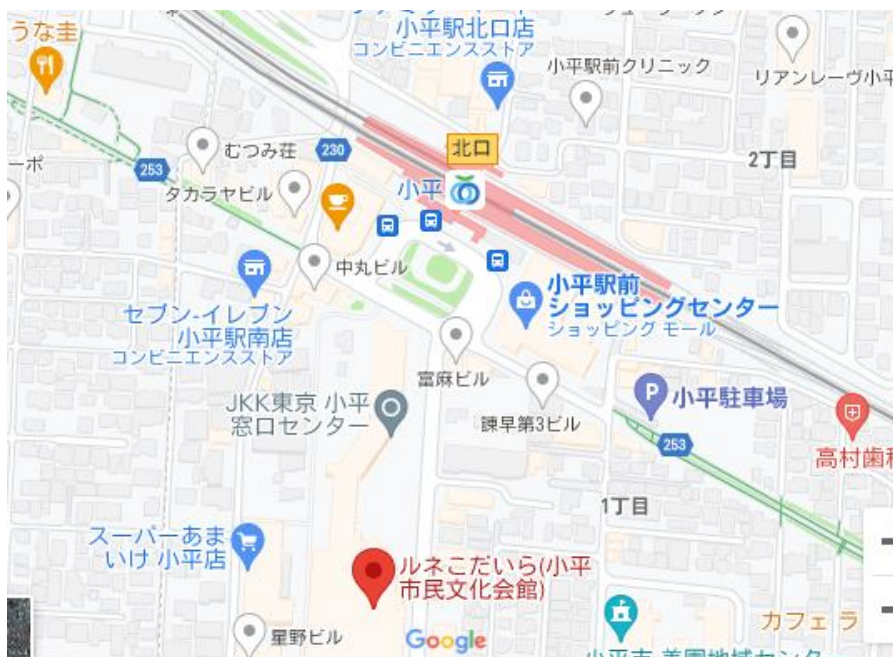 うな圭
小平駅北口店
コンビニエンスストア
小平駅前クリニック
リアンレーヴ小平
2丁目
北口
253
むつみ荘
230
タカラヤビル
小平
中丸ビル
セブン-イレブン
小平駅南店
コンビニエンスストア
小平駅前
ショッピングセンター
ショッピング モール
富麻ビル
JKK東京 小平
窓口センター
諫早第3ビル
P
小平駐車場
253
高村歯科
1丁目
スーパーあま
いけ 小平店
ルネこだいら(小平
市民文化会館)
星野ビル
Google
カフェ ラ